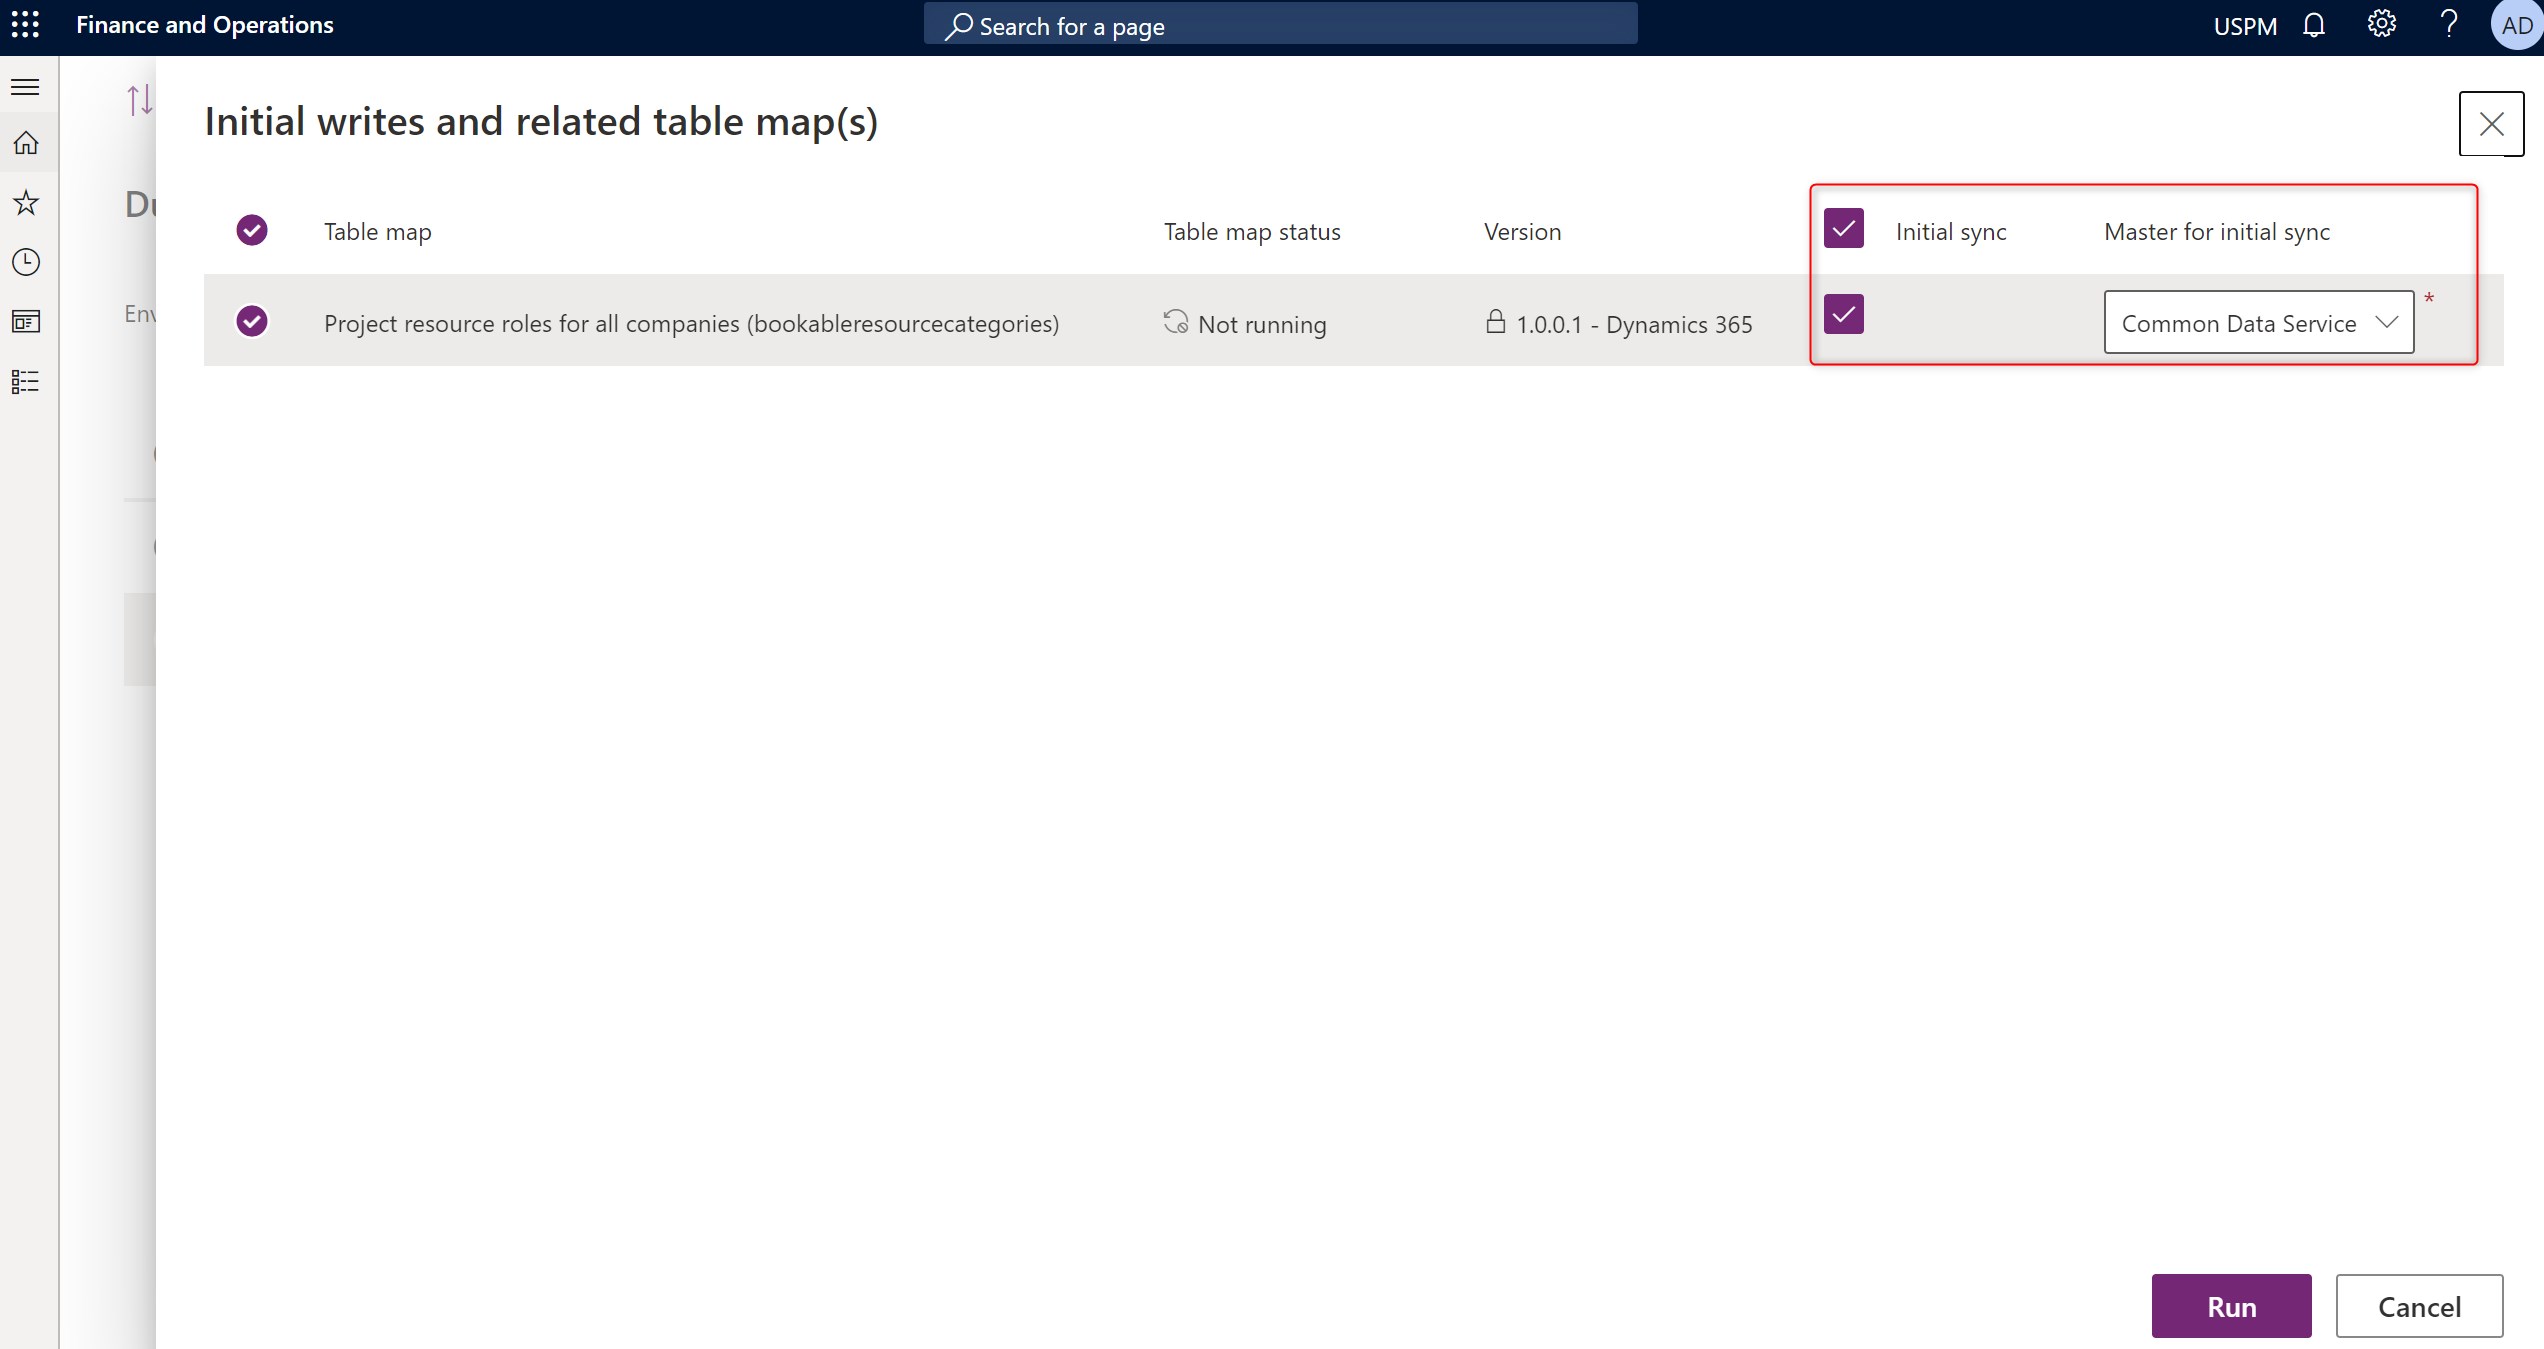 Finance and Operations
Search for a page
USPM
AD
Initial writes and related table map(s)
Table map
Table map status
Version
Initial sync
Master for initial sync
Project resource roles for all companies (bookableresourcecategories)
Not running
1.0.0.1 - Dynamics 365
Common Data Service
*
Run
Cancel